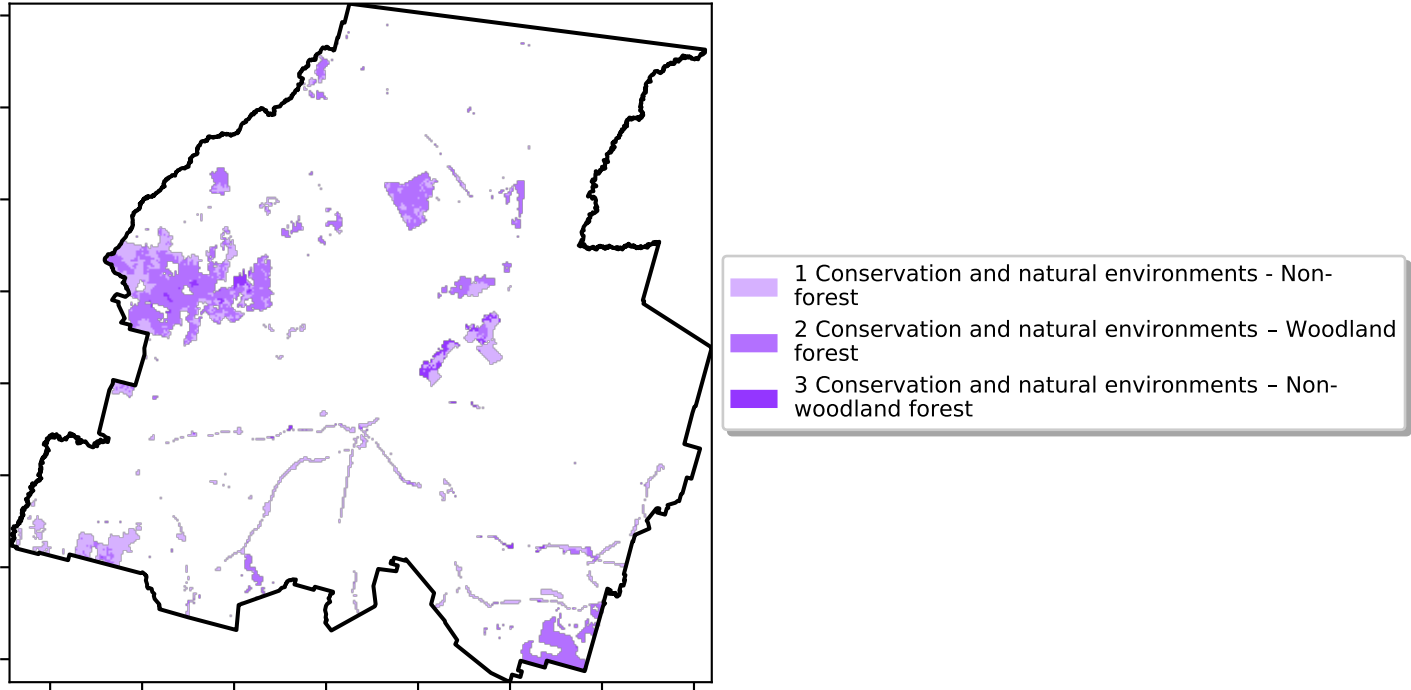 1 Conservation and natural environments - Non-
forest
2 Conservation and natural environments – Woodland
forest
3 Conservation and natural environments – Non-
woodland forest